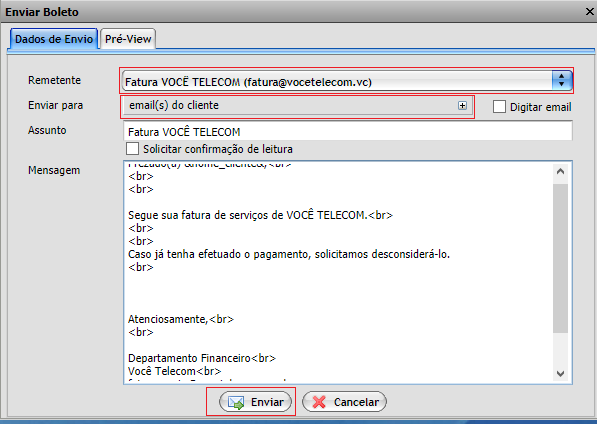 Enviar Boleto
Dados de Envio Pré-View
Remetente Fatura VOCÊ TELECOM (fatura@vocetelecom.vc)
Enviar para email(s) do cliente Digitar email
Assunto Fatura VOCÊ TELECOM
Solicitar confirmação de leitura
Mensagem
Prezado(a) &nome_cliente&,<br>
<br>
<br>
Segue sua fatura de serviços de VOCÊ TELECOM.<br>
<br>
<br>
Caso já tenha efetuado o pagamento, solicitamos desconsiderá-lo.
<br>
Atenciosamente,<br>
<br>
Departamento Financeiro<br>
Você Telecom<br>
Enviar Cancelar